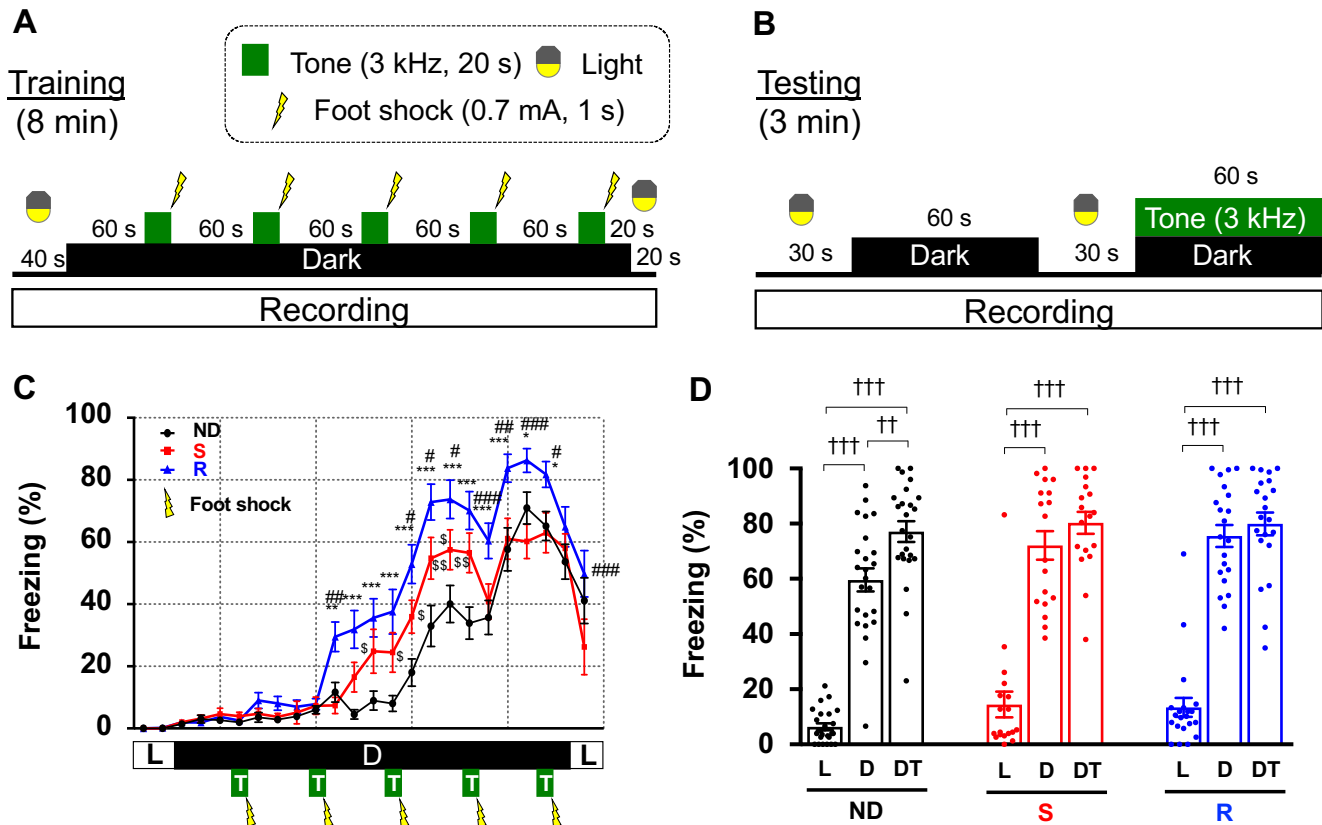 A
Training
(8 min)
Tone (3 kHz, 20 s)
Light
Foot shock (0.7 mA, 1 s)
60 s
60 s
60 s
60 s
60 s
20 s
40 s
Dark
20 s
Recording
B
Testing
(3 min)
60 s
60 s
Tone (3 kHz)
30 s
Dark
30 s
Dark
Recording
C
Freezing (%)
100
80
60
40
20
0
ND
S
R
Foot shock
##
**
***
***
***
#
***
#
***
#
***
***
###
***
##
***
###
*
#
*
###
$
$
$
$$
$
$$
L
D
L
T
T
T
T
T
D
Freezing (%)
100
80
60
40
20
0
†††
†††
††
†††
†††
†††
†††
L
D
DT
L
D
DT
L
D
DT
ND
S
R